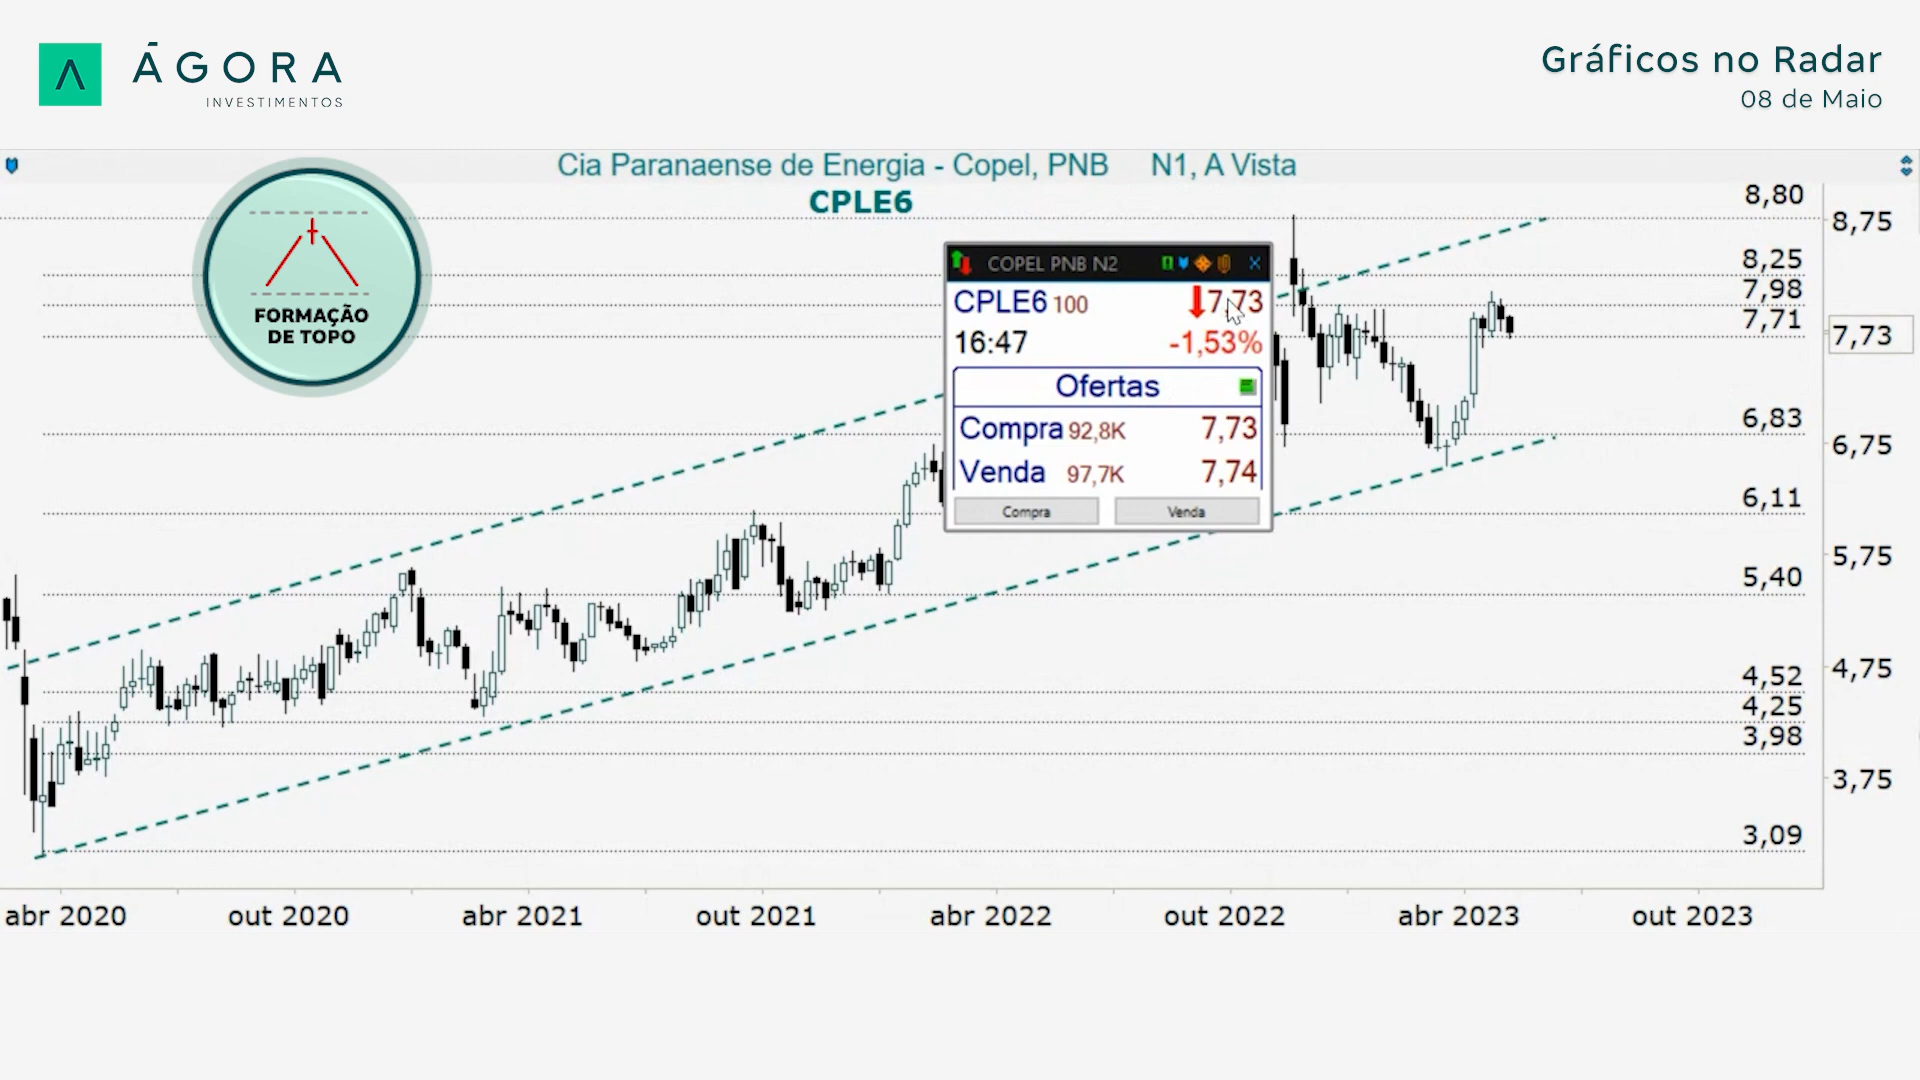 ÁGORA
INVESTIMENTOS
Gráficos no Radar
08 de Maio
Cia Paranaense de Energia - Copel, PNB N1, A Vista
CPLE6
FORMAÇÃO
DE TOPO
COPEL PNB N2
CPLE6 100 7,73
16:47 -1,53%
Ofertas
Compra 92,8K 7,73
Venda 97,7K 7,74
Compra Venda
8,80
8,25
7,98
7,71
6,83
6,11
5,40
4,52
4,25
3,98
3,09
8,75
7,73
6,75
5,75
4,75
3,75
abr 2020 out 2020 abr 2021 out 2021 abr 2022 out 2022 abr 2023 out 2023